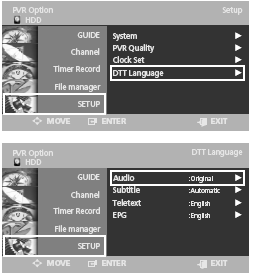 PVR Option Setup
HDD
GUIDE
Channel
Timer Record
File manager
SETUP
System
PVR Quality
Clock Set
DTT Language
MOVE ENTER EXIT
PVR Option DTT Language
HDD
GUIDE
Channel
Timer Record
File manager
SETUP
Audio :Original
Subtitle :Automatic
Teletext :English
EPG :English
MOVE ENTER EXIT